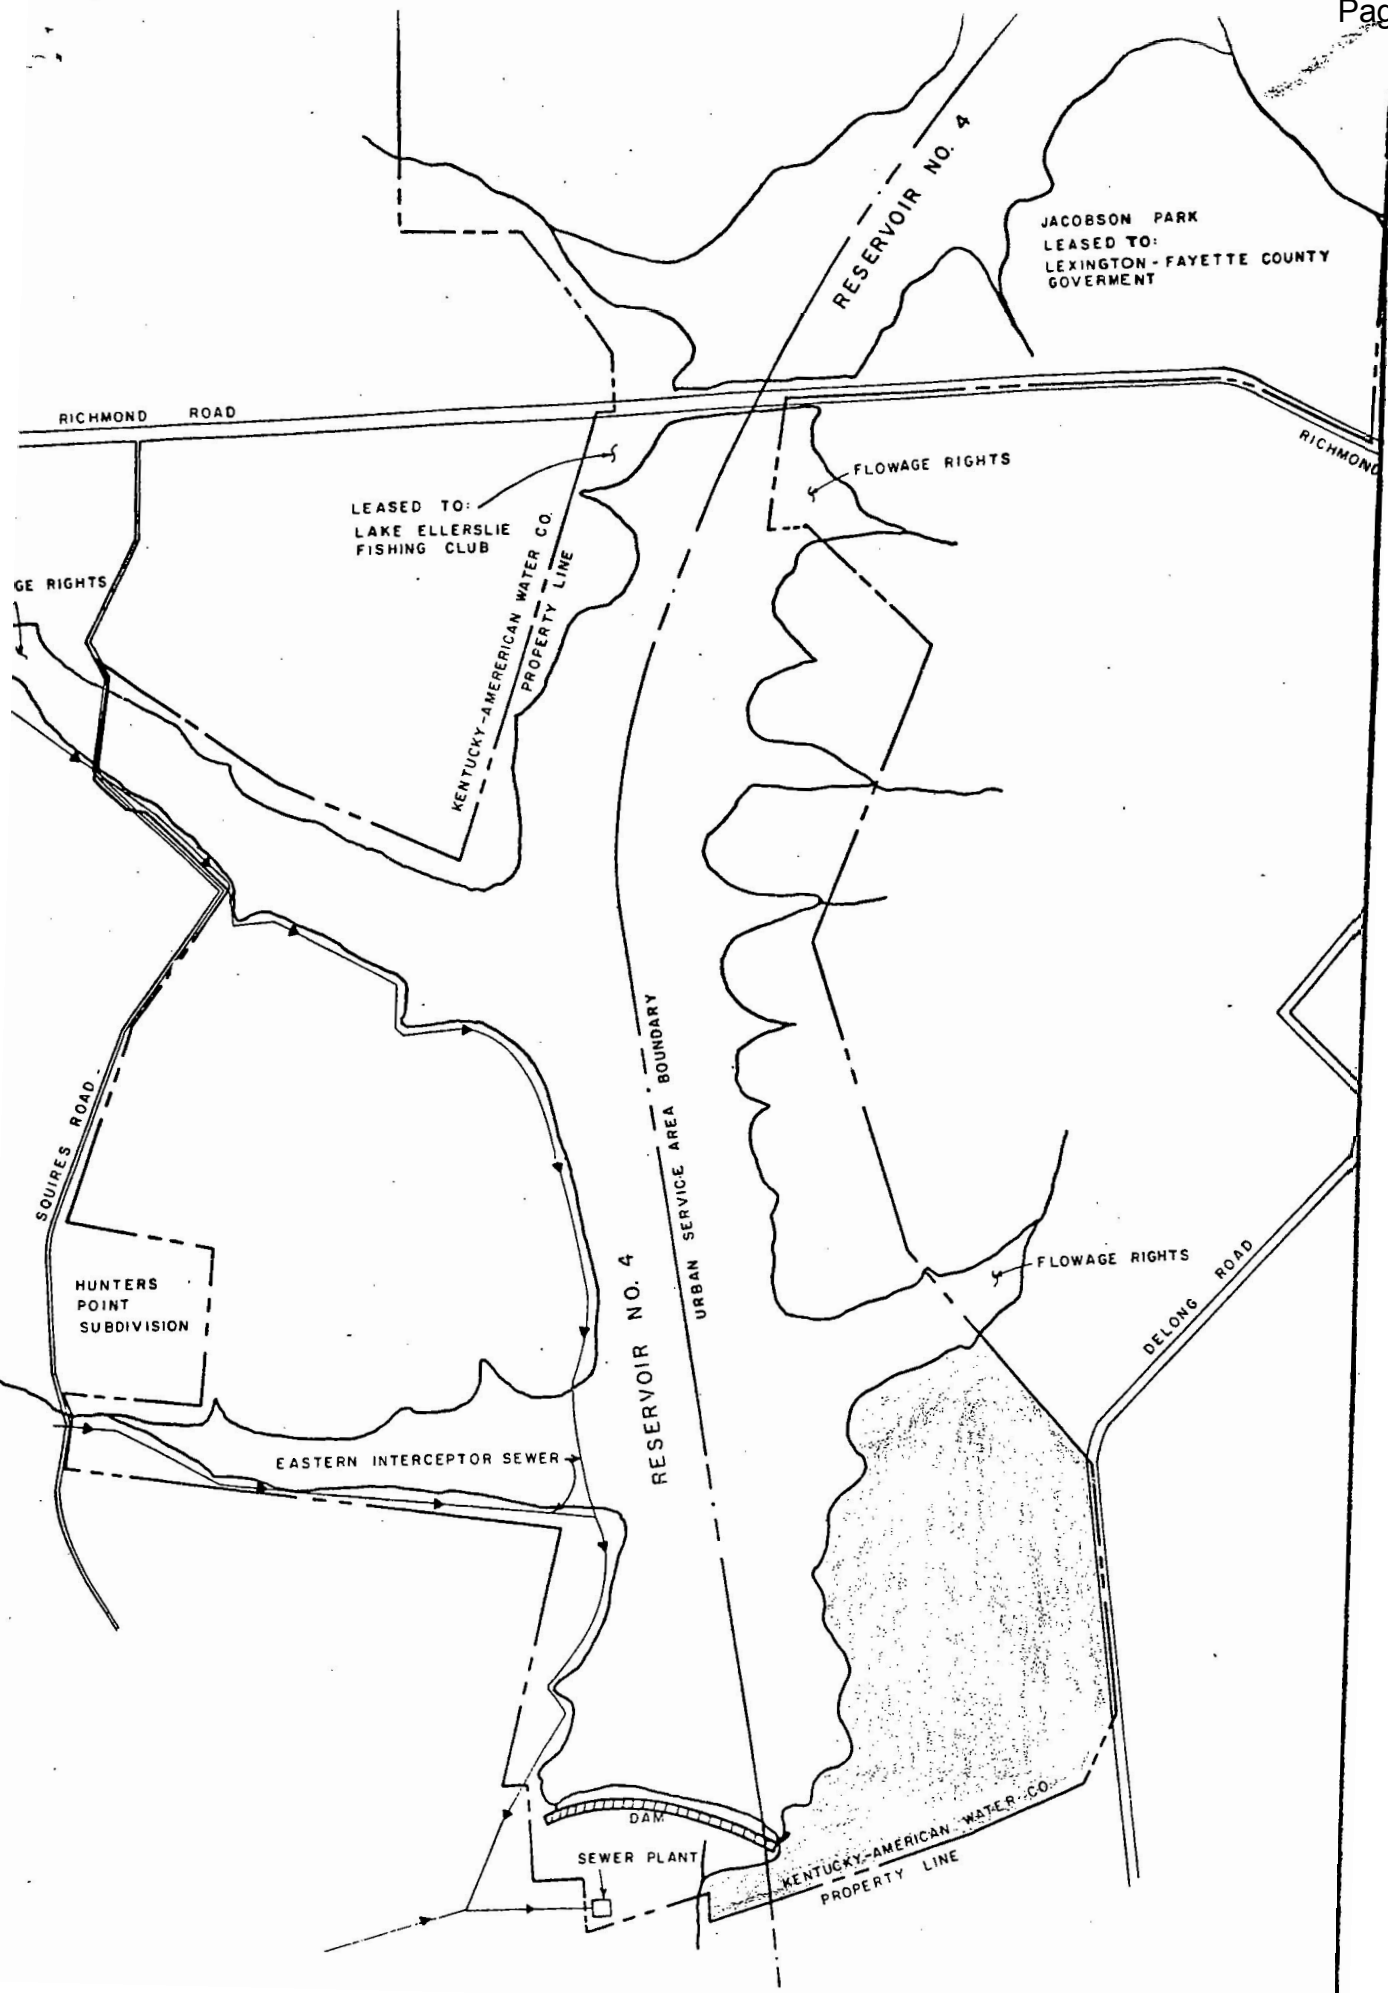 Pag
RESERVOIR NO. 4
JACOBSON PARK
LEASED TO:
LEXINGTON - FAYETTE COUNTY
GOVERMENT
RICHMOND ROAD
RICHMOND
FLOWAGE RIGHTS
LEASED TO:
LAKE ELLERSLIE
FISHING CLUB
GE RIGHTS
KENTUCKY-AMERERICAN WATER CO.
PROPERTY LINE
URBAN SERVICE AREA BOUNDARY
SQUIRES ROAD
RESERVOIR NO. 4
FLOWAGE RIGHTS
DELONG ROAD
HUNTERS
POINT
SUBDIVISION
EASTERN INTERCEPTOR SEWER
DAM
SEWER PLANT
KENTUCKY-AMERICAN WATER CO.
PROPERTY LINE